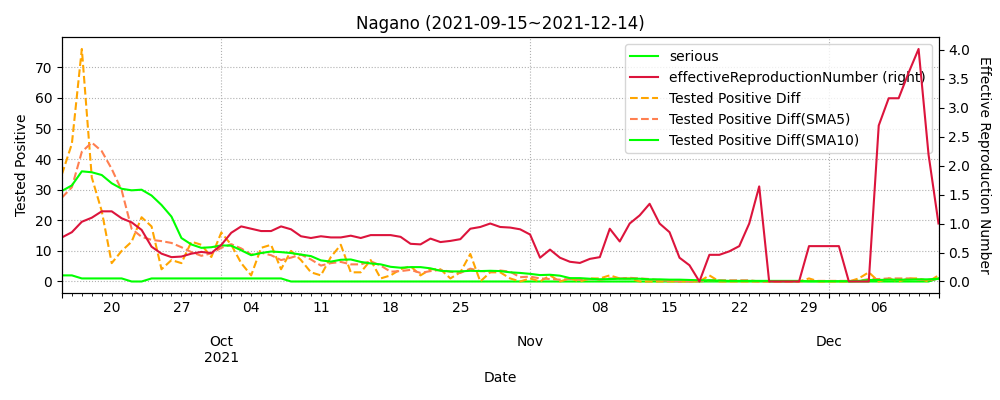 Nagano (2021-09-15~2021-12-14)
serious
effectiveReproductionNumber (right)
Tested Positive Diff
Tested Positive Diff(SMA5)
Tested Positive Diff(SMA10)
Tested Positive
70
60
50
40
30
20
10
0
Effective Reproduction Number
4.0
3.5
3.0
2.5
2.0
1.5
1.0
0.5
0.0
20 27 04 11 18 25 08 15 22 29 06
Oct Nov Dec
2021
Date